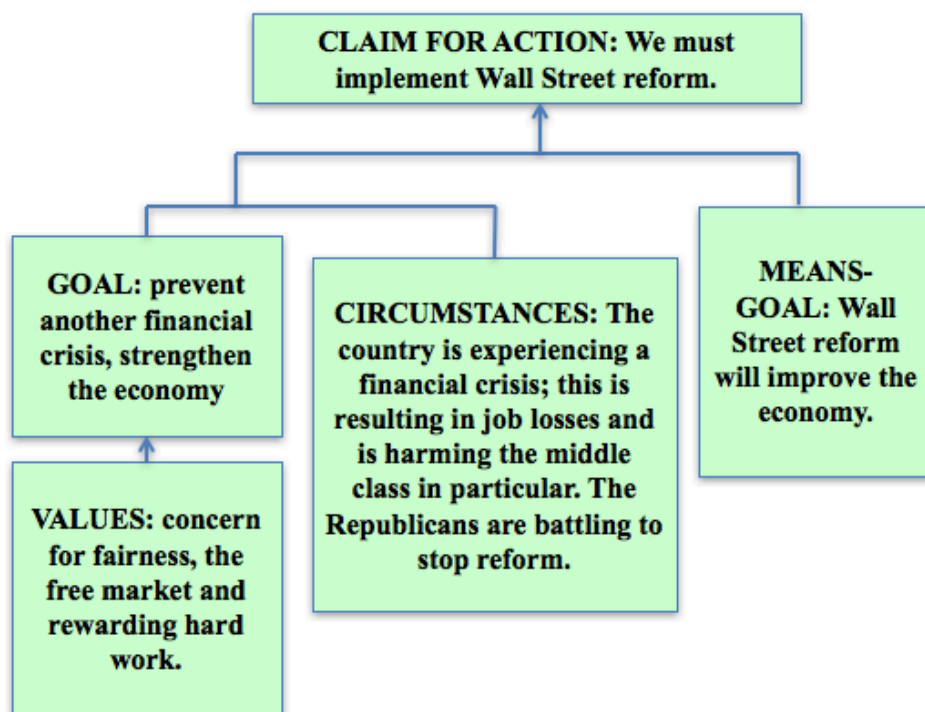 CLAIM FOR ACTION: We must
implement Wall Street reform.
GOAL: prevent
another financial
crisis, strengthen
the economy
CIRCUMSTANCES: The
country is experiencing a
financial crisis; this is
resulting in job losses and
is harming the middle
class in particular. The
Republicans are battling to
stop reform.
MEANS-
GOAL: Wall
Street reform
will improve the
economy.
VALUES: concern
for fairness, the
free market and
rewarding hard
work.